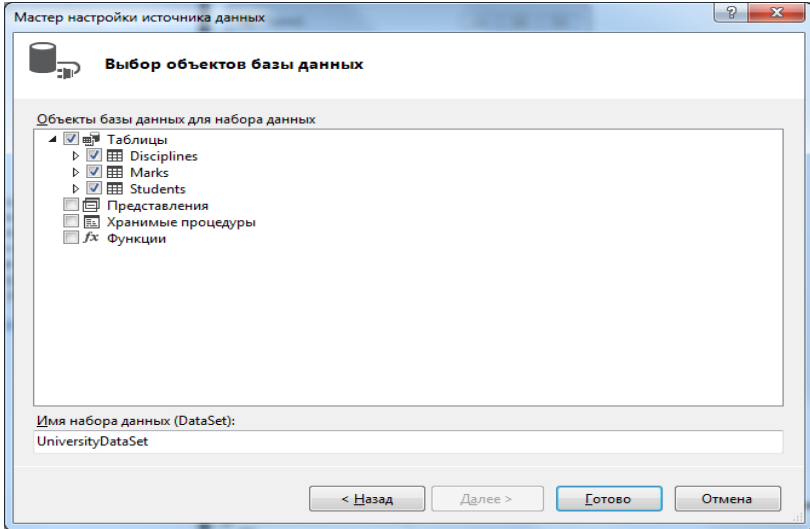 Мастер настройки источника данных
Выбор объектов базы данных
Объекты базы данных для набора данных
Таблицы
Disciplines
Marks
Students
Представления
Хранимые процедуры
fx Функции
Имя набора данных (DataSet):
UniversityDataSet
< Назад Далее > Готово Отмена